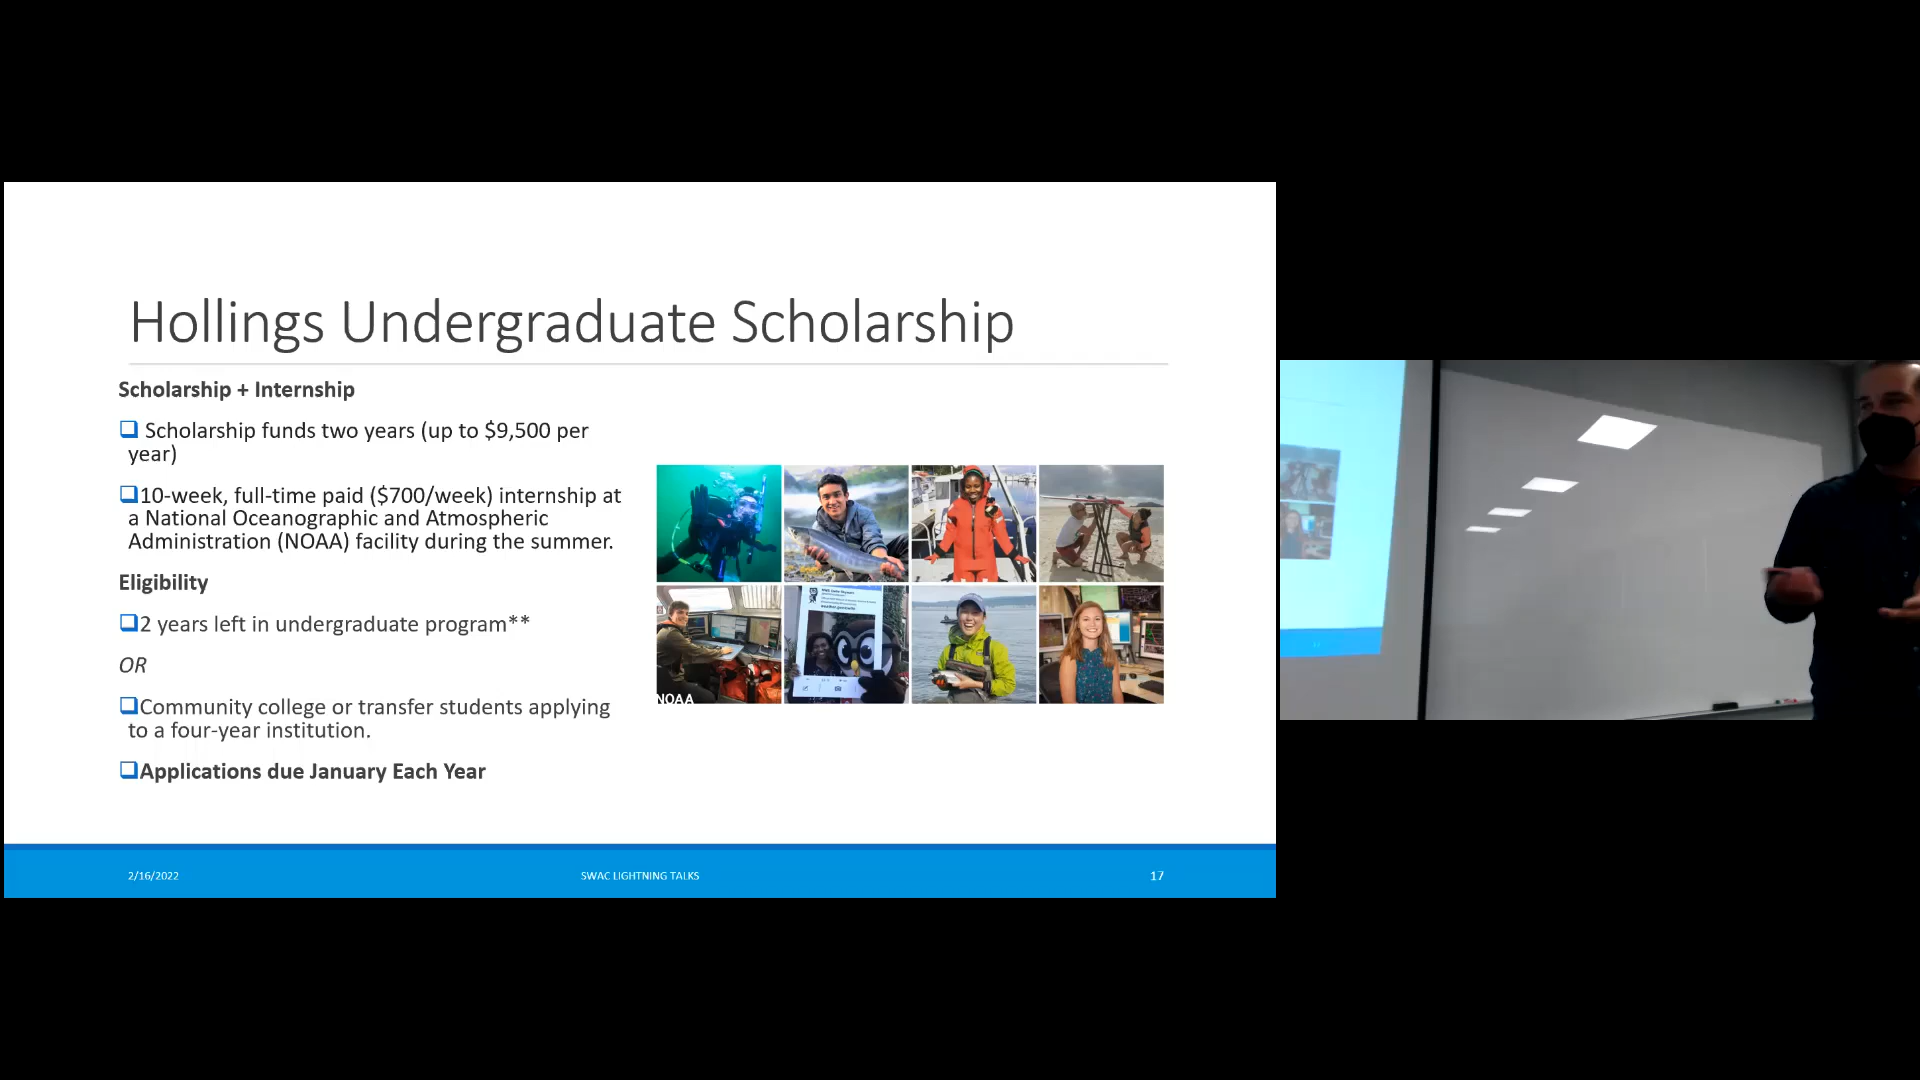 Hollings Undergraduate Scholarship
Scholarship + Internship
Scholarship funds two years (up to $9,500 per
year)
10-week, full-time paid ($700/week) internship at
a National Oceanographic and Atmospheric
Administration (NOAA) facility during the summer.
Eligibility
2 years left in undergraduate program**
OR
Community college or transfer students applying
to a four-year institution.
Applications due January Each Year
NOAA
2/16/2022
SWAC LIGHTNING TALKS
17